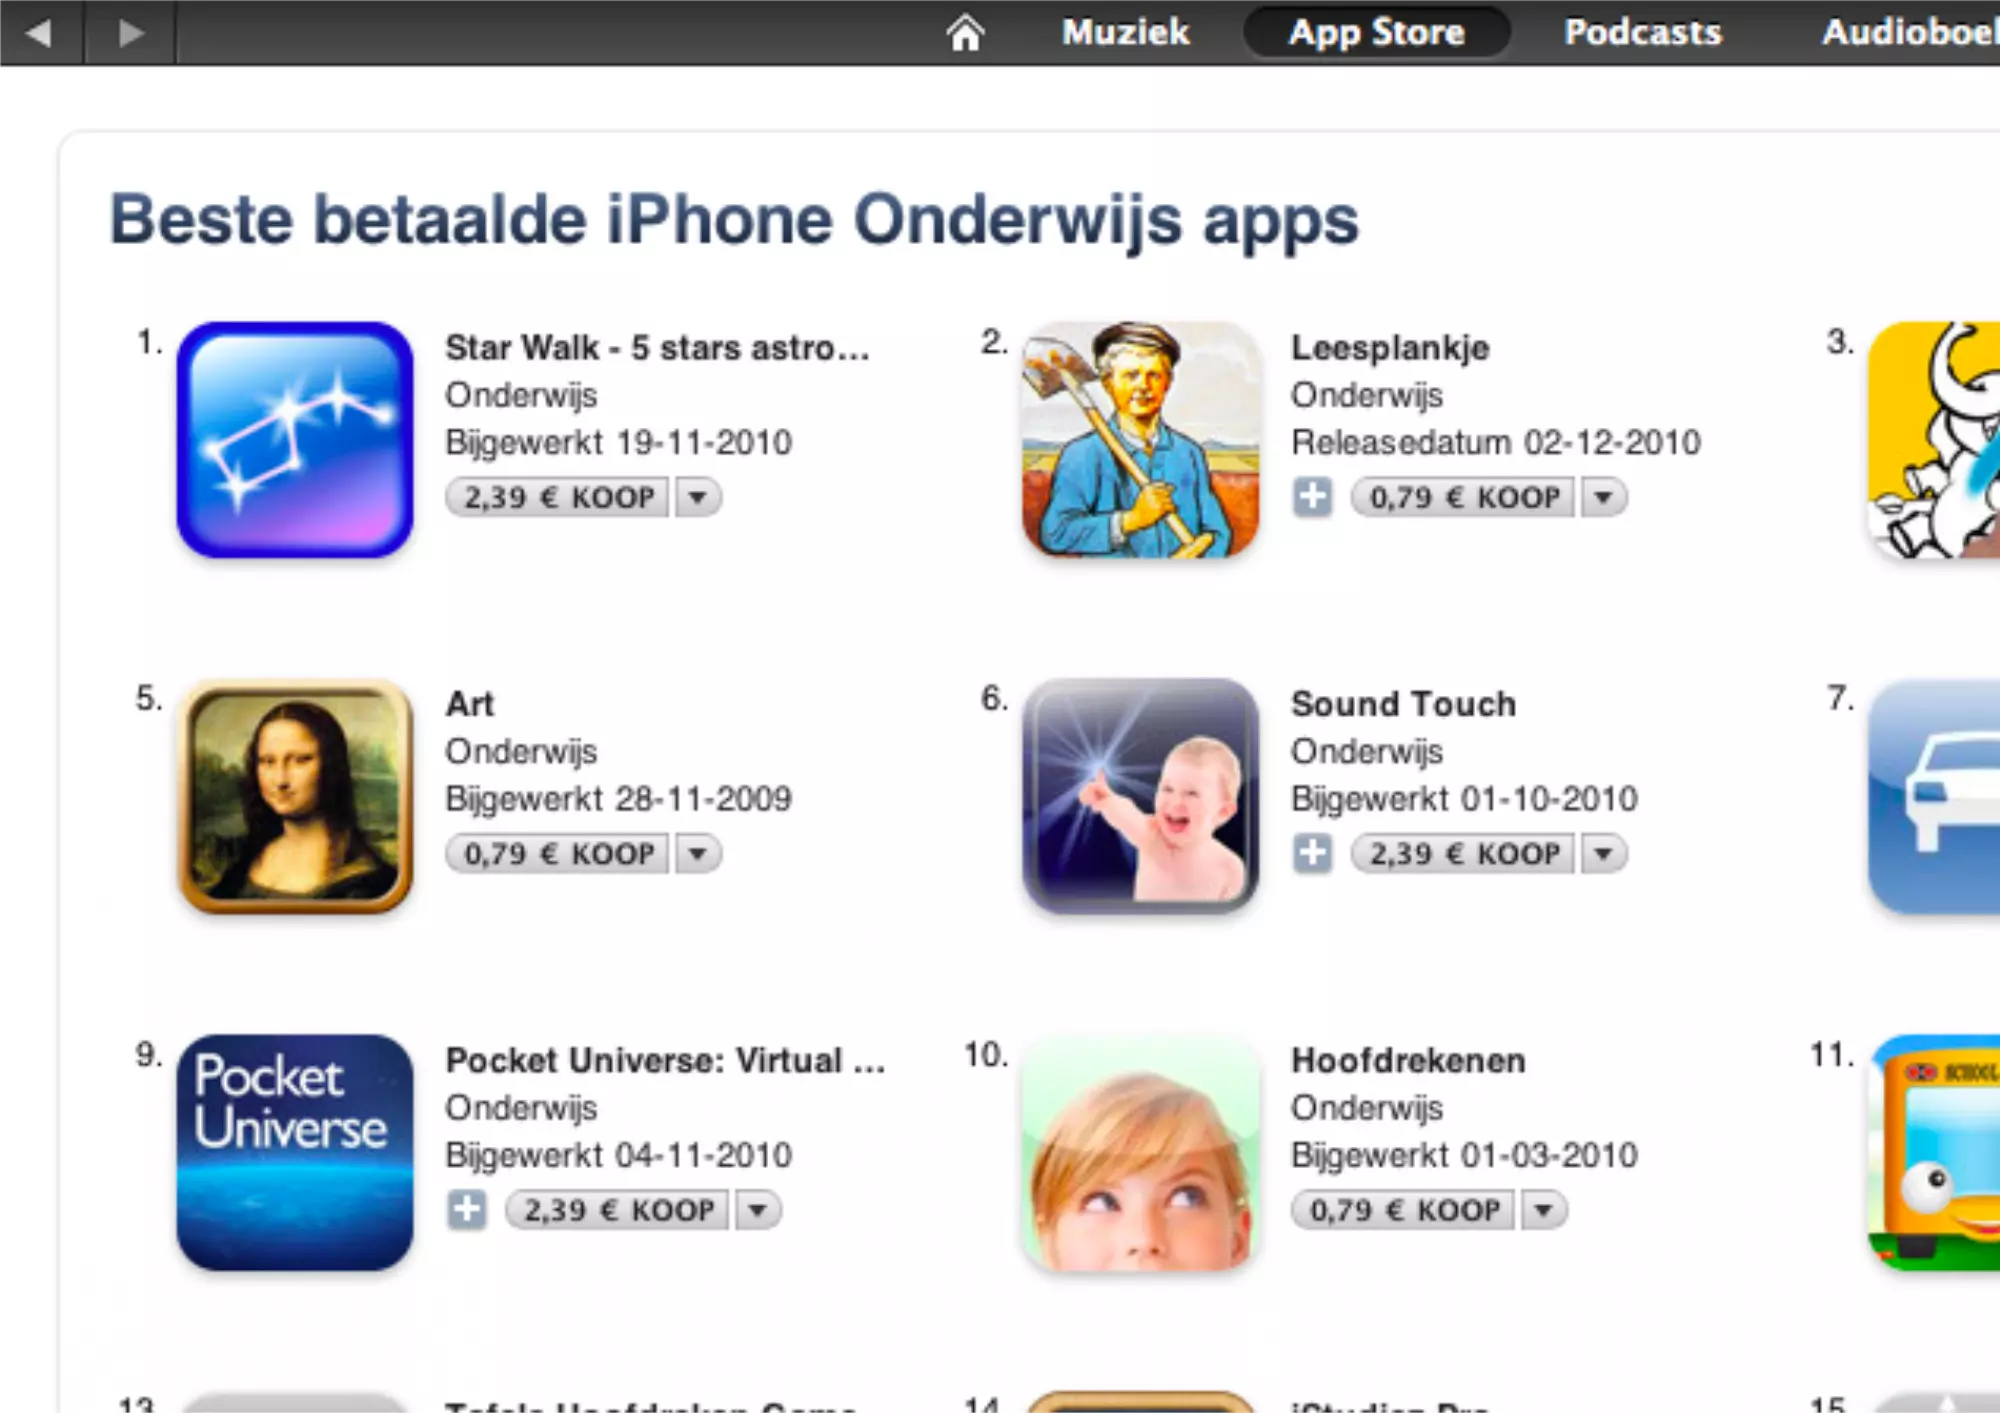 Muziek
App Store
Podcasts
Beste betaalde iPhone Onderwijs apps
1.
Star Walk - 5 stars astro...
Onderwijs
Bijgewerkt 19-11-2010
2,39 € KOOP
2.
Leesplankje
Onderwijs
Releasedatum 02-12-2010
0,79 € KOOP
3.
5.
Art
Onderwijs
Bijgewerkt 28-11-2009
0,79 € KOOP
6.
Sound Touch
Onderwijs
Bijgewerkt 01-10-2010
2,39 € KOOP
7.
9.
Pocket
Universe
Pocket Universe: Virtual ...
Onderwijs
Bijgewerkt 04-11-2010
2,39 € KOOP
10.
Hoofdrekenen
Onderwijs
Bijgewerkt 01-03-2010
0,79 € KOOP
11.
SCHOOL
13
14
15